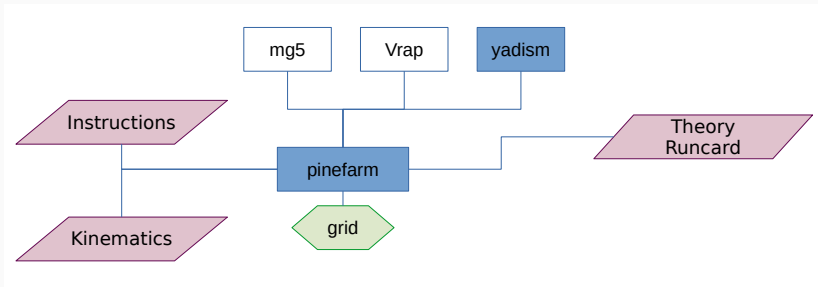 mg5
Vrap
yadism
Instructions
Theory
Runcard
pinefarm
Kinematics
grid